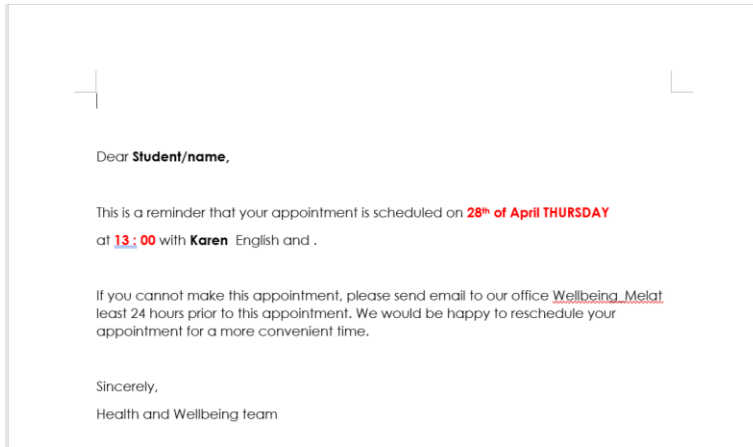 Dear Student/name,
This is a reminder that your appointment is scheduled on 28th of April THURSDAY
at 13 : 00 with Karen  English and .
If you cannot make this appointment, please send email to our office Wellbeing_Melat
least 24 hours prior to this appointment. We would be happy to reschedule your
appointment for a more convenient time.
Sincerely,
Health and Wellbeing team